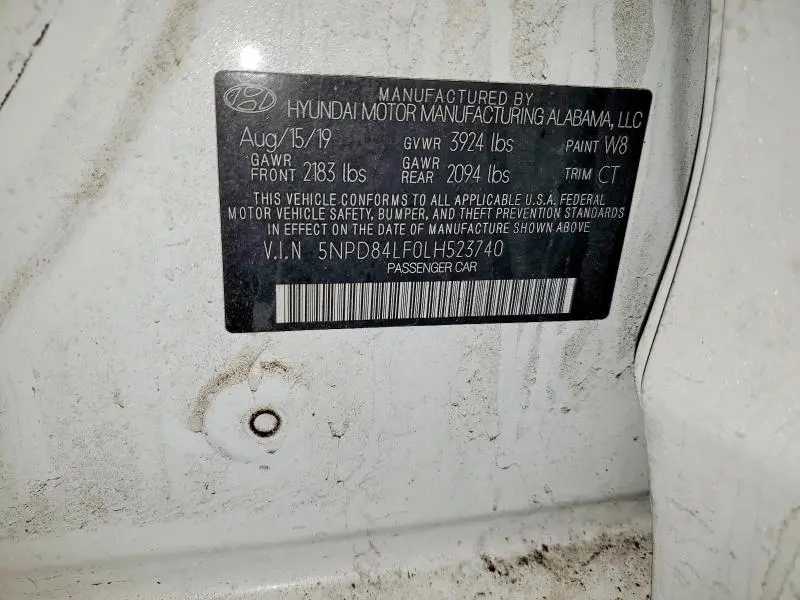 MANUFACTURED BY
HYUNDAI MOTOR MANUFACTURING ALABAMA, LLC
Aug/15/19 GVWR 3924 lbs PAINT W8
GAWR FRONT 2183 lbs GAWR REAR 2094 lbs TRIM CT
THIS VEHICLE CONFORMS TO ALL APPLICABLE U.S.A. FEDERAL
MOTOR VEHICLE SAFETY, BUMPER, AND THEFT PREVENTION STANDARDS
IN EFFECT ON THE DATE OF MANUFACTURE SHOWN ABOVE
V.I.N 5NPD84LF0LH523740
PASSENGER CAR